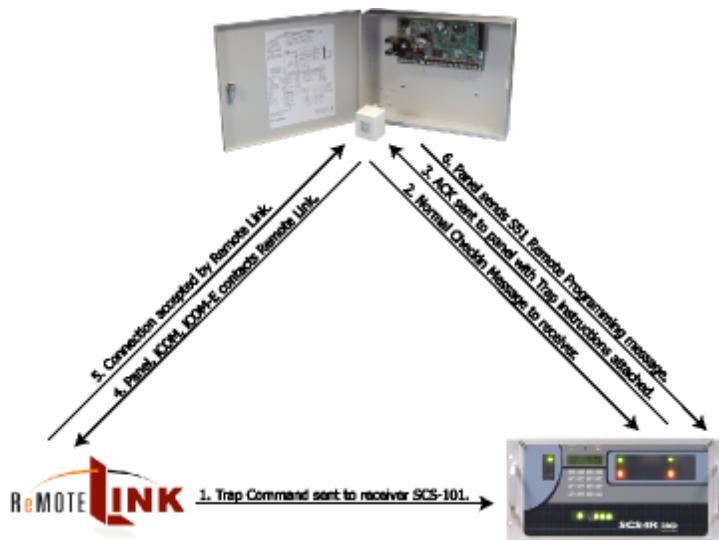 6. Panel sends S51 Remote Programming message.
3. ACK sent to panel with Trap Instructions attached.
2. Normal Checkin Message to receiver.
5. Connection accepted by Remote Link.
4. Panel, iCOM, iCOM-E contacts Remote Link.
ReMOTE LINK
1. Trap Command sent to receiver SCS-101.
SCS-1R